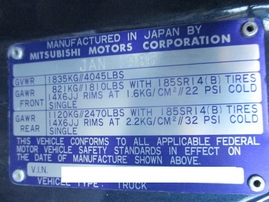 MANUFACTURED IN JAPAN BY
MITSUBISHI MOTORS CORPORATION
JAN
GVWR 1835KG//4045LBS
GAWR 821KG//1810LBS WITH 185SR14(B) TIRES
FRONT 14X6JJ RIMS AT 1.6KG/CM²//22 PSI COLD
SINGLE
GAWR 1120KG//2470LBS WITH 185SR14(B) TIRES
REAR 14X6JJ RIMS AT 2.2KG/CM²//32 PSI COLD
SINGLE
THIS VEHICLE CONFORMS TO ALL APPLICABLE FEDERAL
MOTOR VEHICLE SAFETY STANDARDS IN EFFECT ON THE
DATE OF MANUFACTURE SHOWN ABOVE.
V.I.N.
VEHICLE TYPE: TRUCK